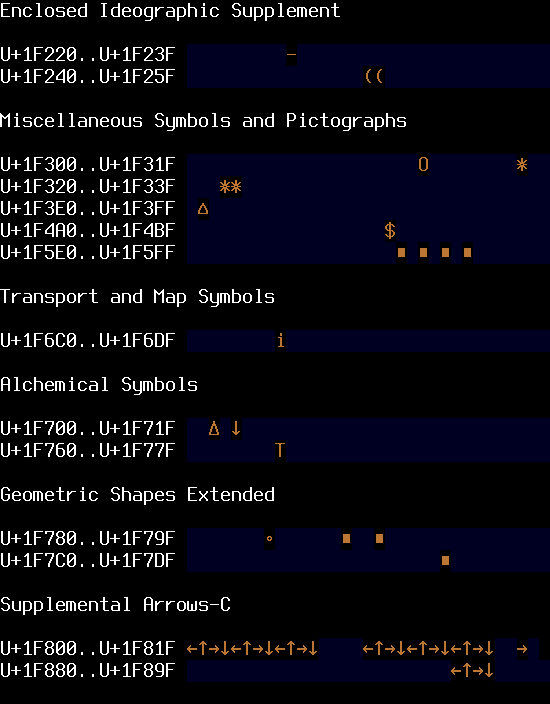 Enclosed Ideographic Supplement
U+1F220..U+1F23F −
U+1F240..U+1F25F ((
Miscellaneous Symbols and Pictographs
U+1F300..U+1F31F O *
U+1F320..U+1F33F **
U+1F3E0..U+1F3FF Δ
U+1F4A0..U+1F4BF $
U+1F5E0..U+1F5FF ▪ ▪ ▪ ▪
Transport and Map Symbols
U+1F6C0..U+1F6DF i
Alchemical Symbols
U+1F700..U+1F71F Δ ↓
U+1F760..U+1F77F T
Geometric Shapes Extended
U+1F780..U+1F79F ∘ ▪ ▪
U+1F7C0..U+1F7DF ▪
Supplemental Arrows-C
U+1F800..U+1F81F ←↑→↓←↑→↓←↑→↓ ←↑→↓←↑→↓←↑→↓ →
U+1F880..U+1F89F ←↑→↓